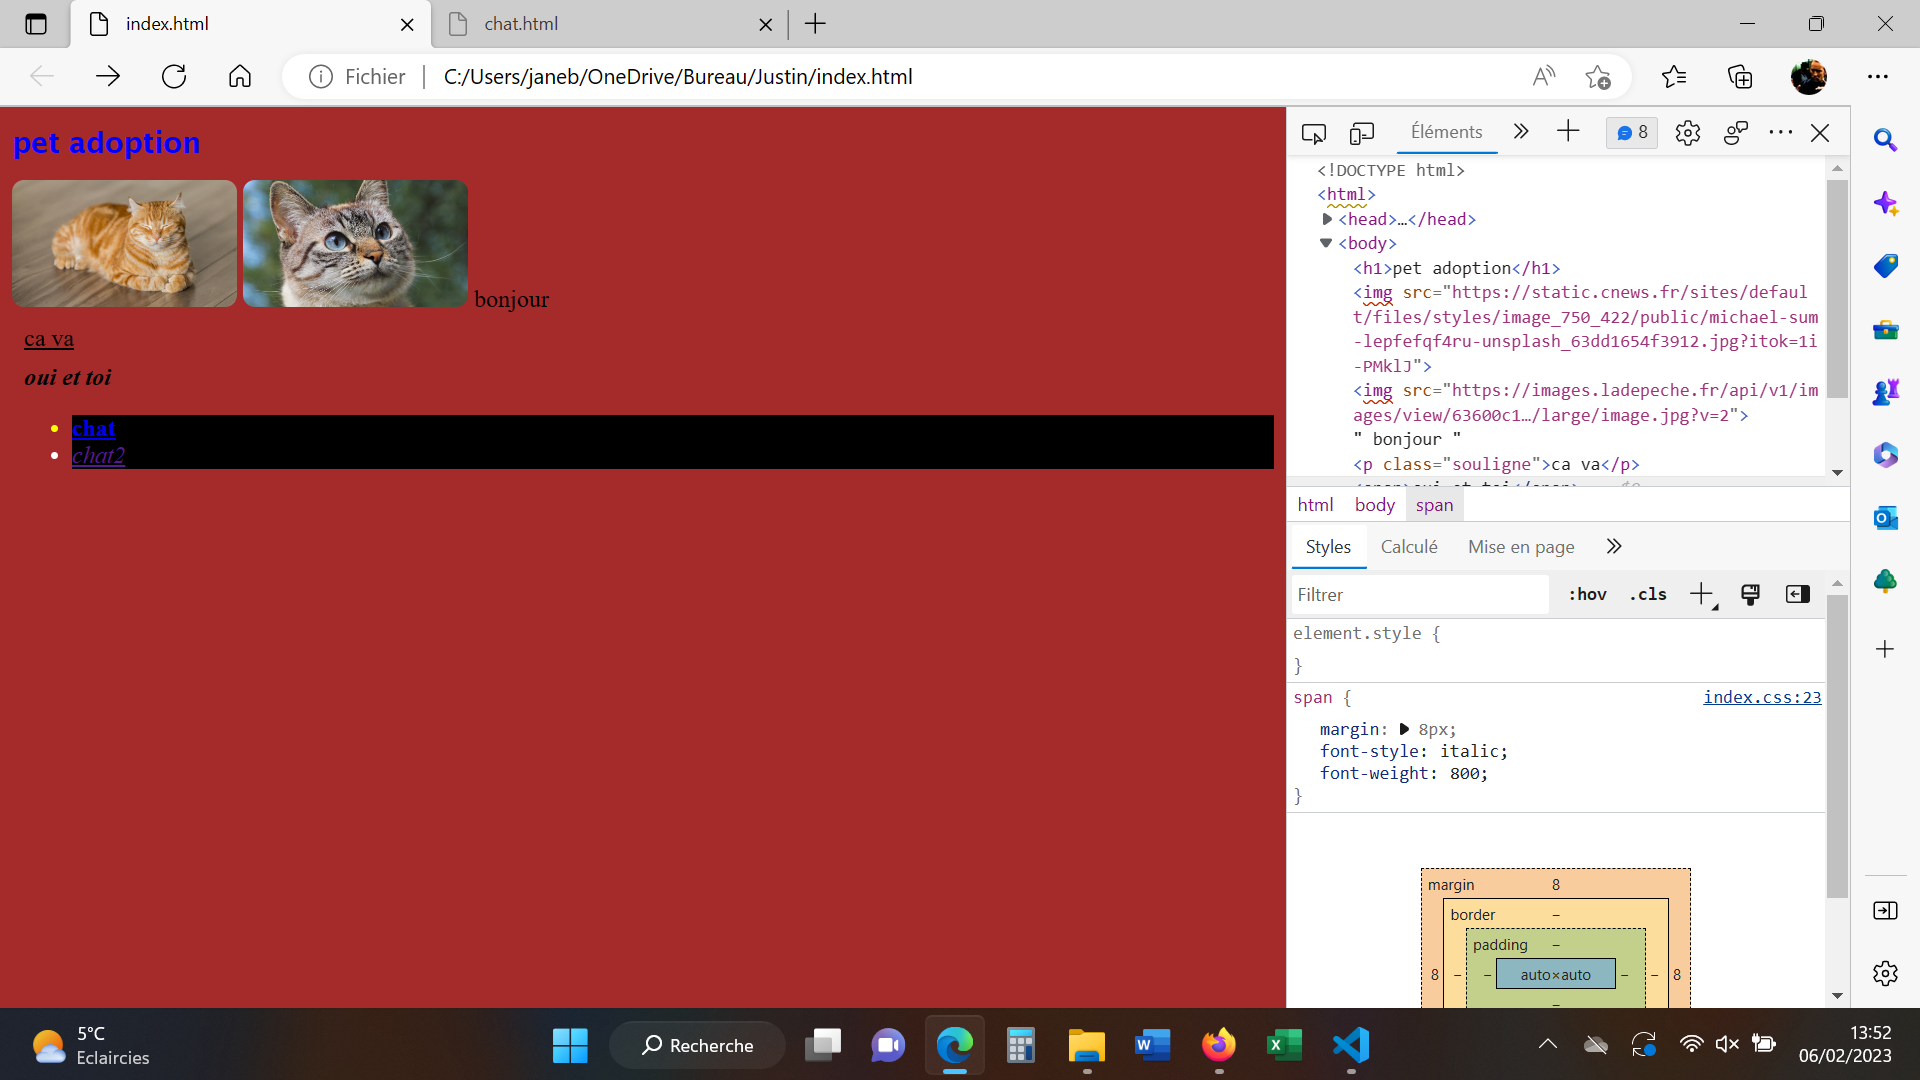 index.html
chat.html
Fichier
C:/Users/janeb/OneDrive/Bureau/Justin/index.html
pet adoption
bonjour
ca va
oui et toi
chat
chat2
Éléments
8
<!DOCTYPE html>
<html>
<head>…</head>
<body>
<h1>pet adoption</h1>
<img src="https://static.cnews.fr/sites/defaul
t/files/styles/image_750_422/public/michael-sum
-lepfefqf4ru-unsplash_63dd1654f3912.jpg?itok=1i
-PMklJ">
<img src="https://images.ladepeche.fr/api/v1/im
ages/view/63600c1…/large/image.jpg?v=2">
" bonjour "
<p class="souligne">ca va</p>
html body span
Styles Calculé Mise en page
Filtrer
:hov .cls
element.style {
}
span {
index.css:23
margin: 8px;
font-style: italic;
font-weight: 800;
}
margin 8
border –
padding –
8 – – auto×auto – – 8
–
5°C
Eclaircies
Recherche
13:52
06/02/2023